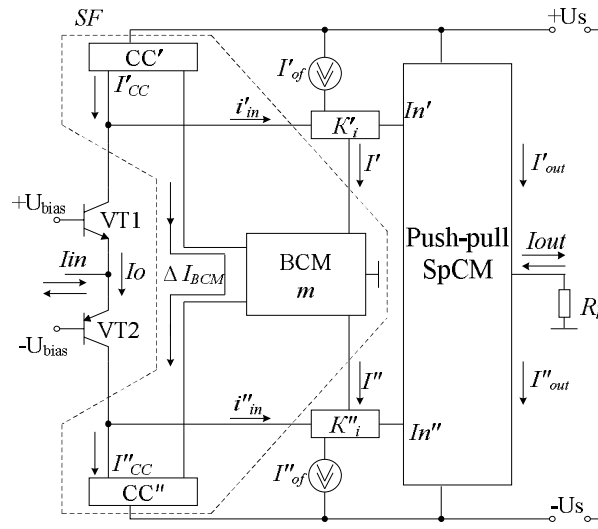 SF
+Us
CC′
I′CC
I′of
i′in
K′i
In′
I′
I′out
+Ubias
VT1
Iin
Io
Δ IBCM
BCM
m
Push-pull
SpCM
Iout
VT2
-Ubias
I″
I″out
i″in
K″i
In″
I″CC
I″of
CC″
-Us